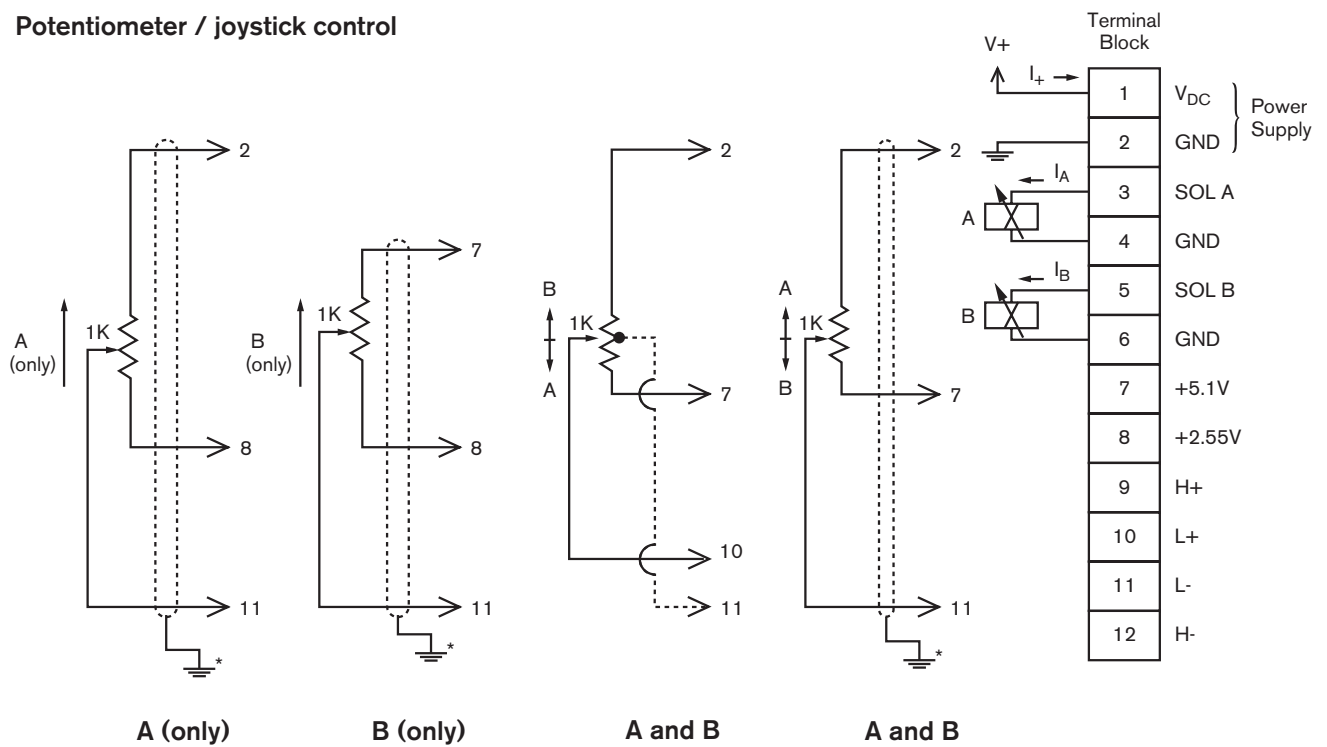 Potentiometer / joystick control
A
(only)
1K
2
8
11
*
A (only)
B
(only)
1K
7
8
11
*
B (only)
B
A
1K
2
7
10
11
A and B
A
B
1K
2
7
11
*
A and B
Terminal
Block
V+
I+
1 VDC
2 GND
Power
Supply
A
IA
3 SOL A
4 GND
B
IB
5 SOL B
6 GND
7 +5.1V
8 +2.55V
9 H+
10 L+
11 L-
12 H-